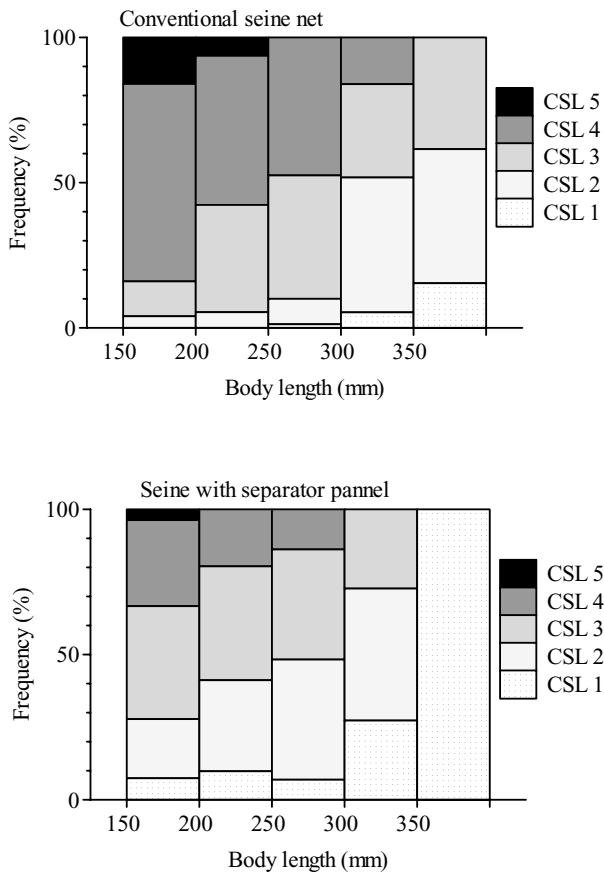 Conventional seine net
100
50
0
Frequency (%)
150 200 250 300 350
Body length (mm)
CSL 5
CSL 4
CSL 3
CSL 2
CSL 1
Seine with separator pannel
100
50
0
Frequency (%)
150 200 250 300 350
Body length (mm)
CSL 5
CSL 4
CSL 3
CSL 2
CSL 1